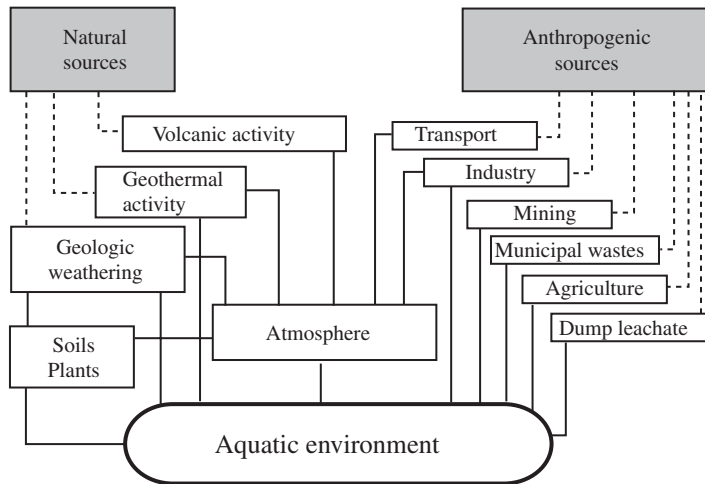 Natural
sources
Anthropogenic
sources
Volcanic activity
Transport
Geothermal
activity
Industry
Mining
Geologic
weathering
Municipal wastes
Agriculture
Atmosphere
Dump leachate
Soils
Plants
Aquatic environment